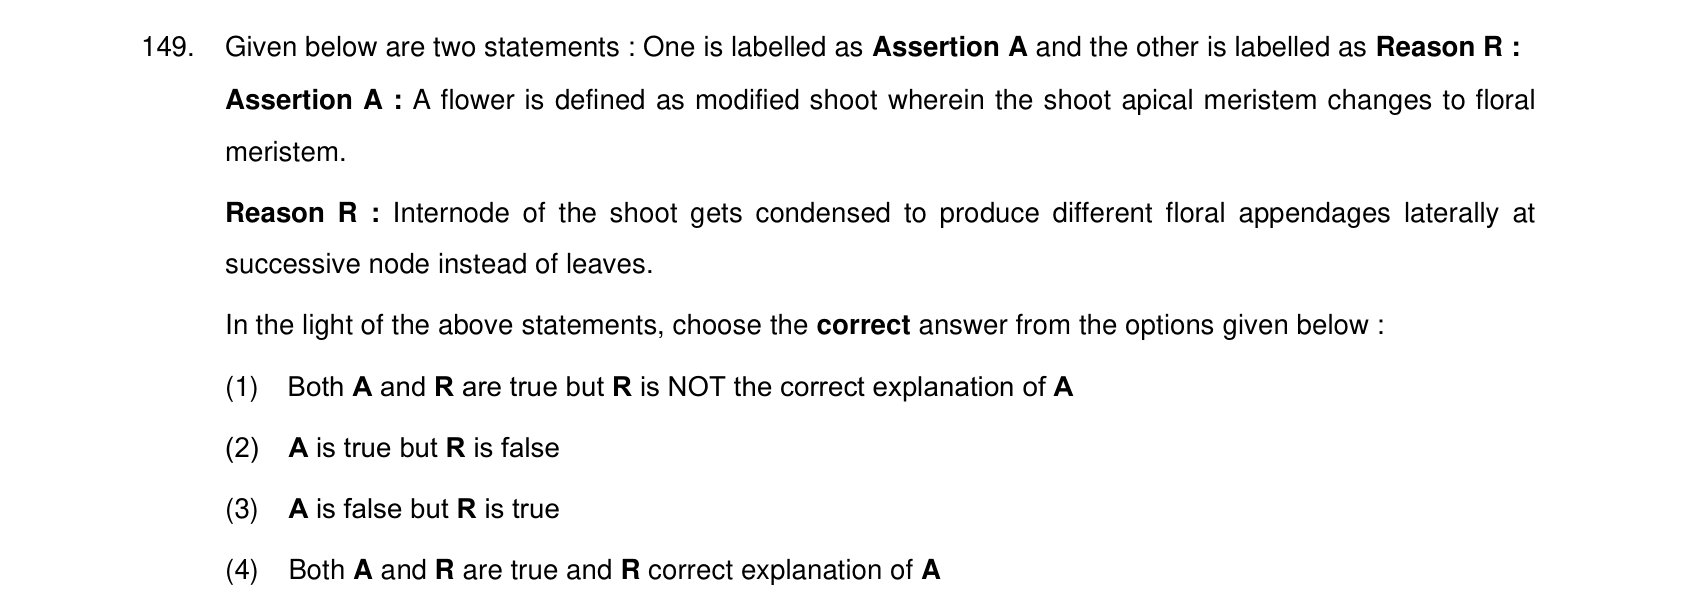 149. Given below are two statements : One is labelled as Assertion A and the other is labelled as Reason R :
Assertion A : A flower is defined as modified shoot wherein the shoot apical meristem changes to floral
meristem.
Reason R : Internode of the shoot gets condensed to produce different floral appendages laterally at
successive node instead of leaves.
In the light of the above statements, choose the correct answer from the options given below :
(1) Both A and R are true but R is NOT the correct explanation of A
(2) A is true but R is false
(3) A is false but R is true
(4) Both A and R are true and R correct explanation of A